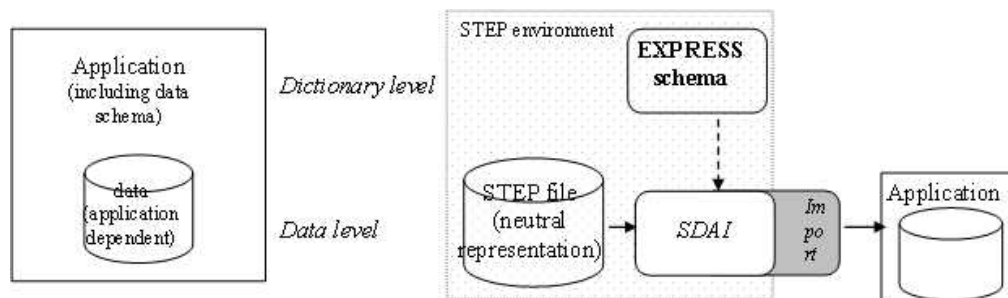 Application
(including data
schema)
data
(application
dependent)
Dictionary level
Data level
STEP environment
EXPRESS
schema
STEP file
(neutral
representation)
SDAI
Im
po
rt
Application